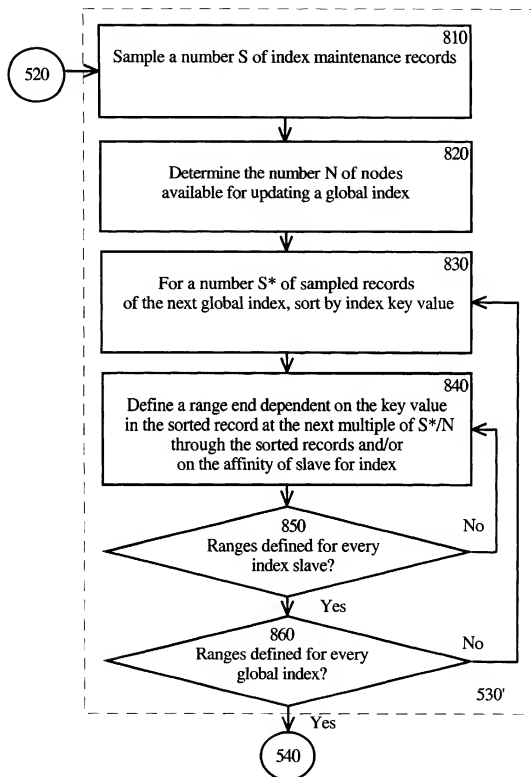 810
Sample a number S of index maintenance records
520
820
Determine the number N of nodes
available for updating a global index
830
For a number S* of sampled records
of the next global index, sort by index key value
840
Define a range end dependent on the key value
in the sorted record at the next multiple of S*/N
through the sorted records and/or
on the affinity of slave for index
850
Ranges defined for every
index slave?
No
Yes
860
Ranges defined for every
global index?
No
530'
Yes
540